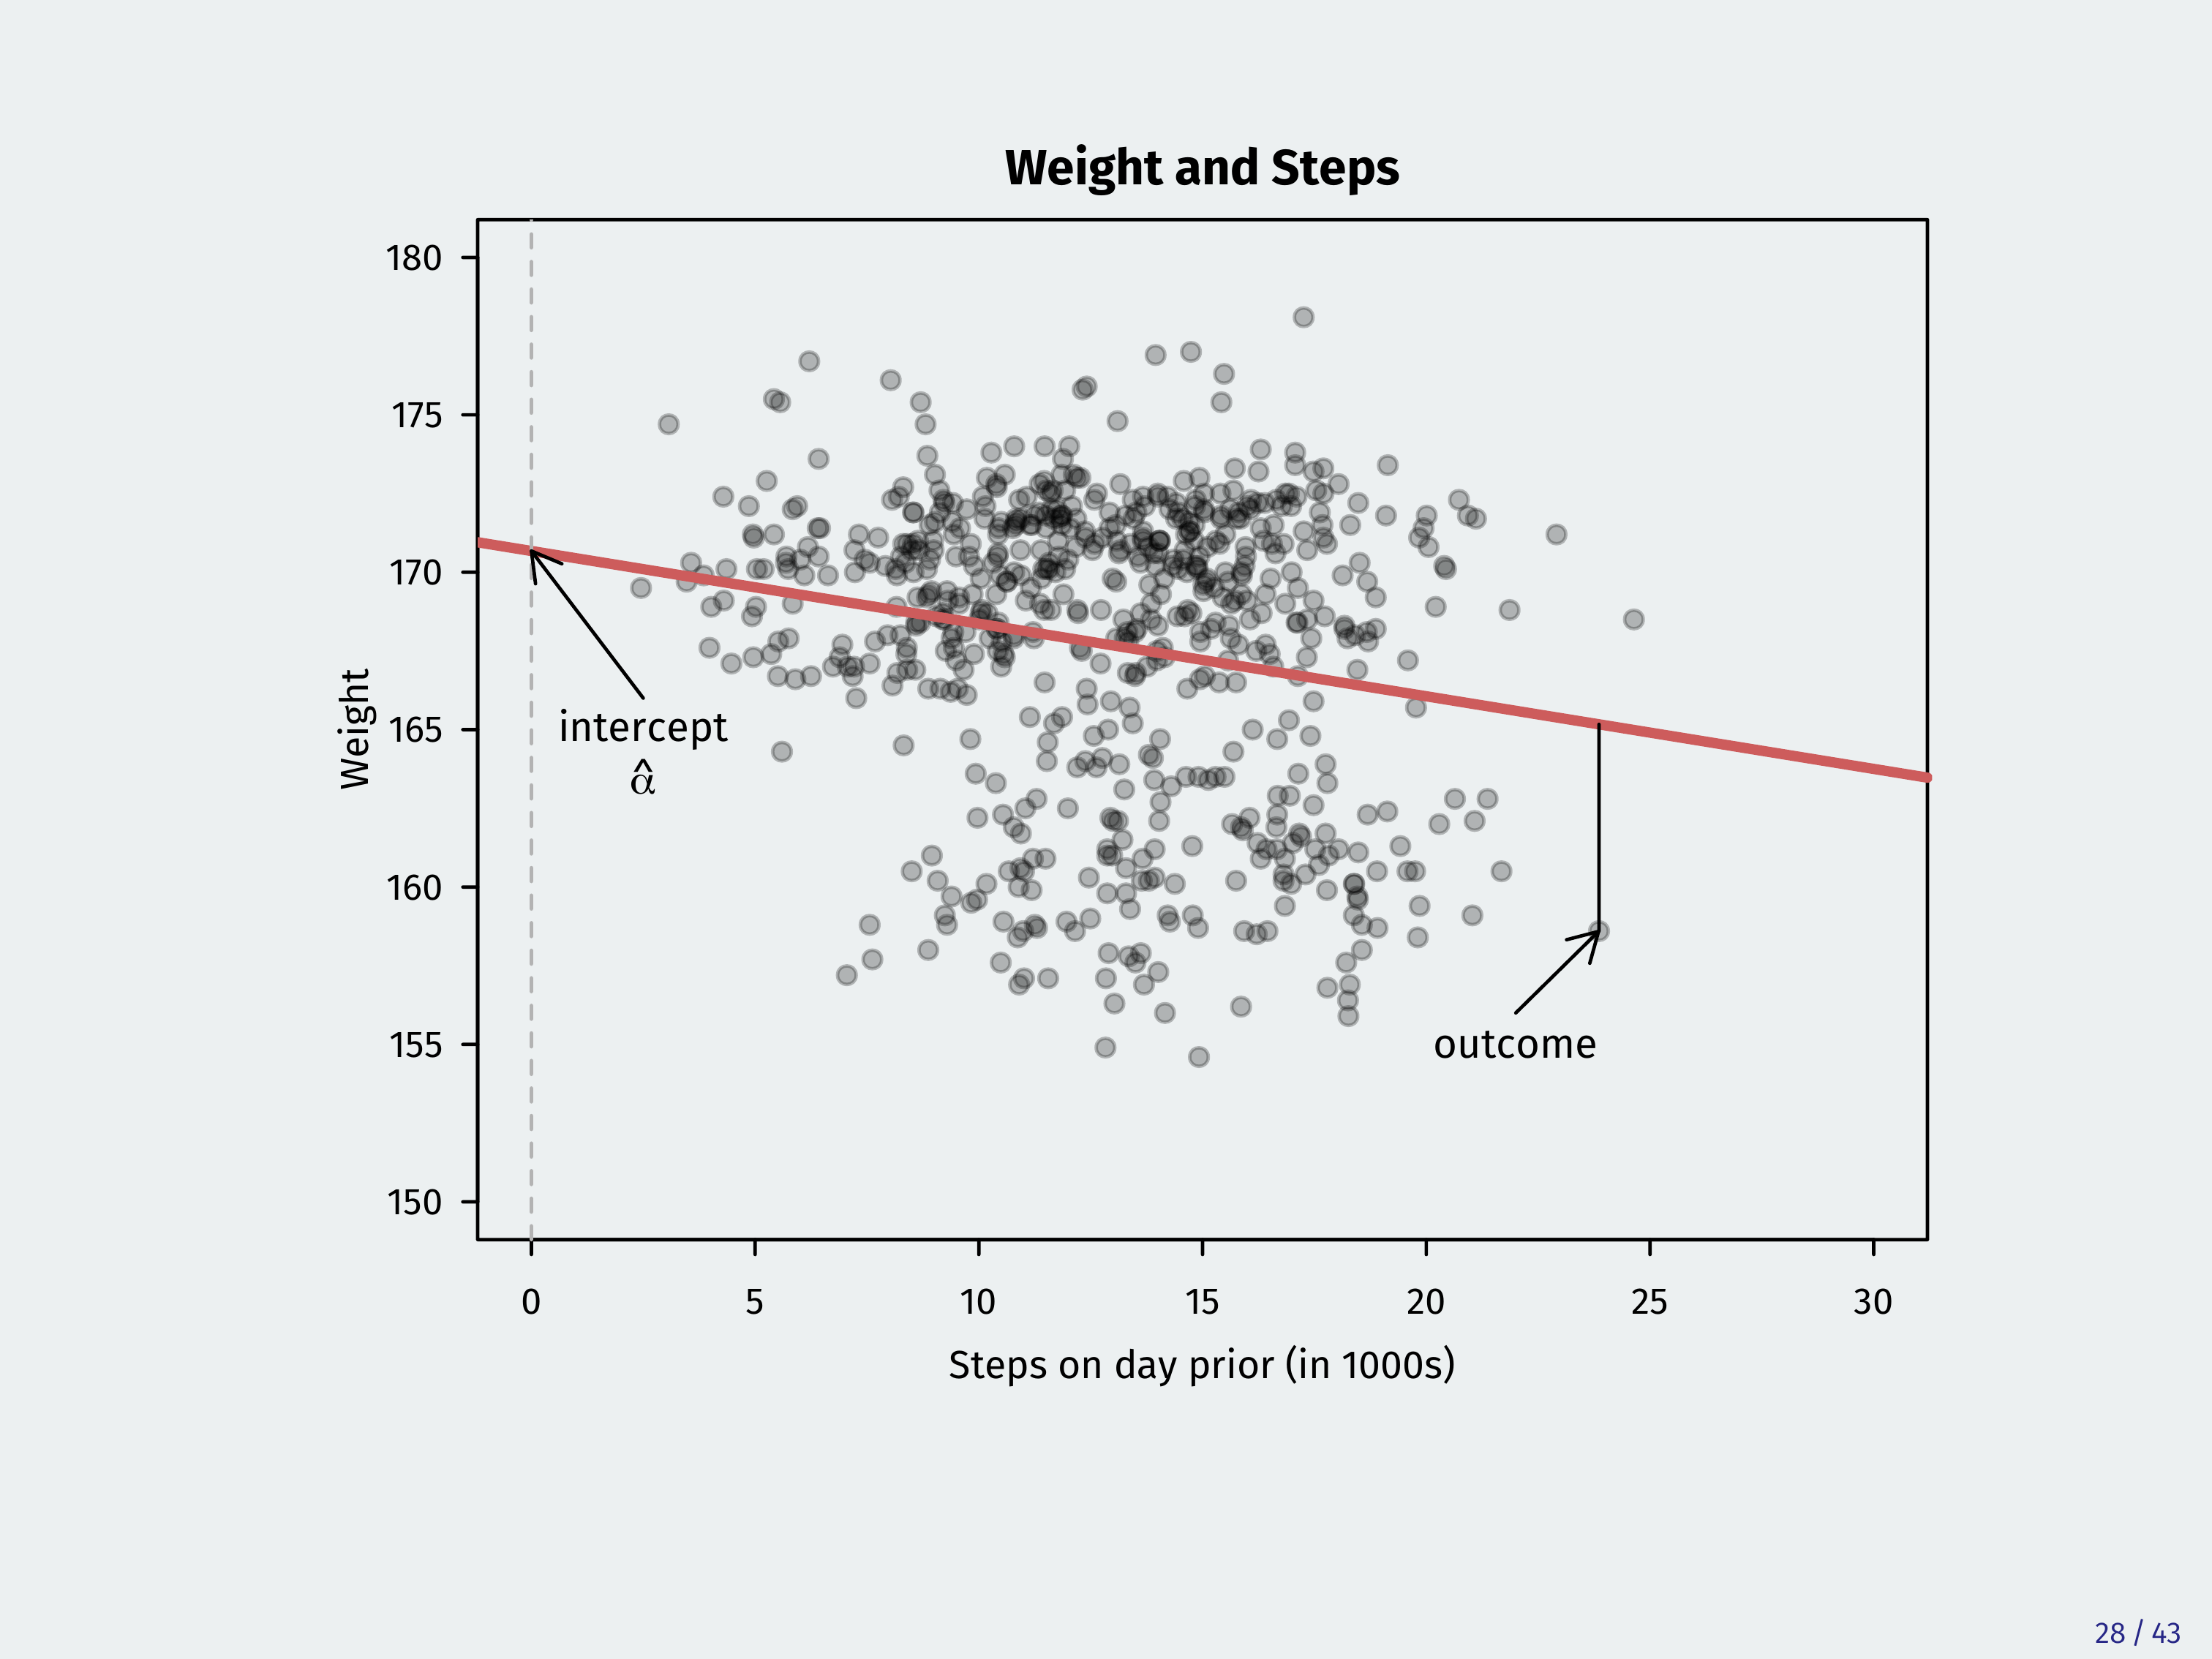 Weight and Steps
180
175
170
165
160
155
150
Weight
intercept
α̂
outcome
0 5 10 15 20 25 30
Steps on day prior (in 1000s)
28 / 43